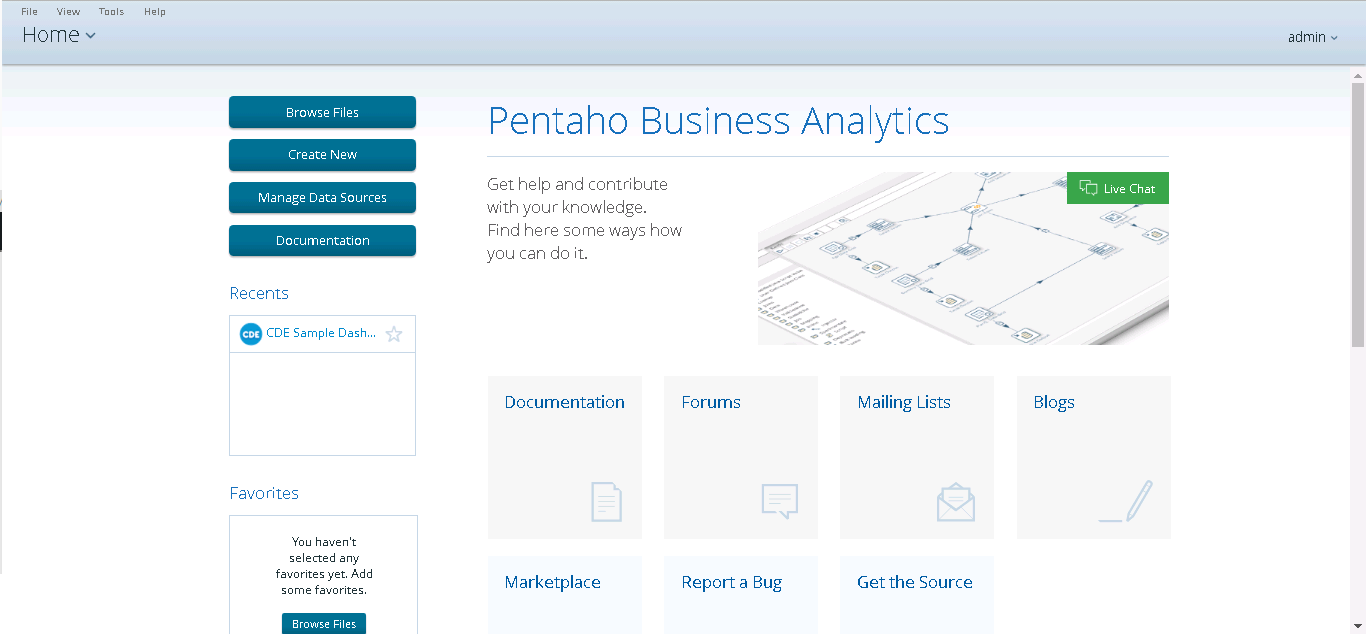 File View Tools Help
Home
admin
Browse Files
Create New
Manage Data Sources
Documentation
Recents
CDE CDE Sample Dash...
Favorites
You haven't
selected any
favorites yet. Add
some favorites.
Browse Files
Pentaho Business Analytics
Get help and contribute
with your knowledge.
Find here some ways how
you can do it.
Live Chat
Documentation
Forums
Mailing Lists
Blogs
Marketplace
Report a Bug
Get the Source